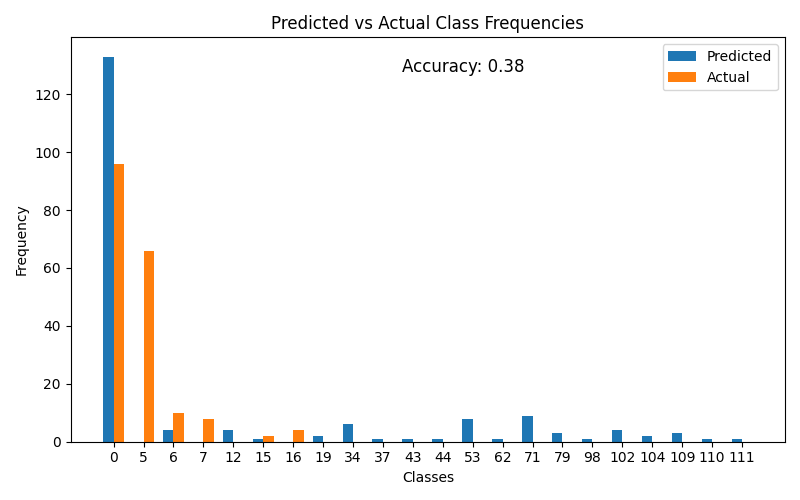 Predicted vs Actual Class Frequencies
Accuracy: 0.38
Predicted
Actual
Frequency
120
100
80
60
40
20
0
0 5 6 7 12 15 16 19 34 37 43 44 53 62 71 79 98 102 104 109 110 111
Classes